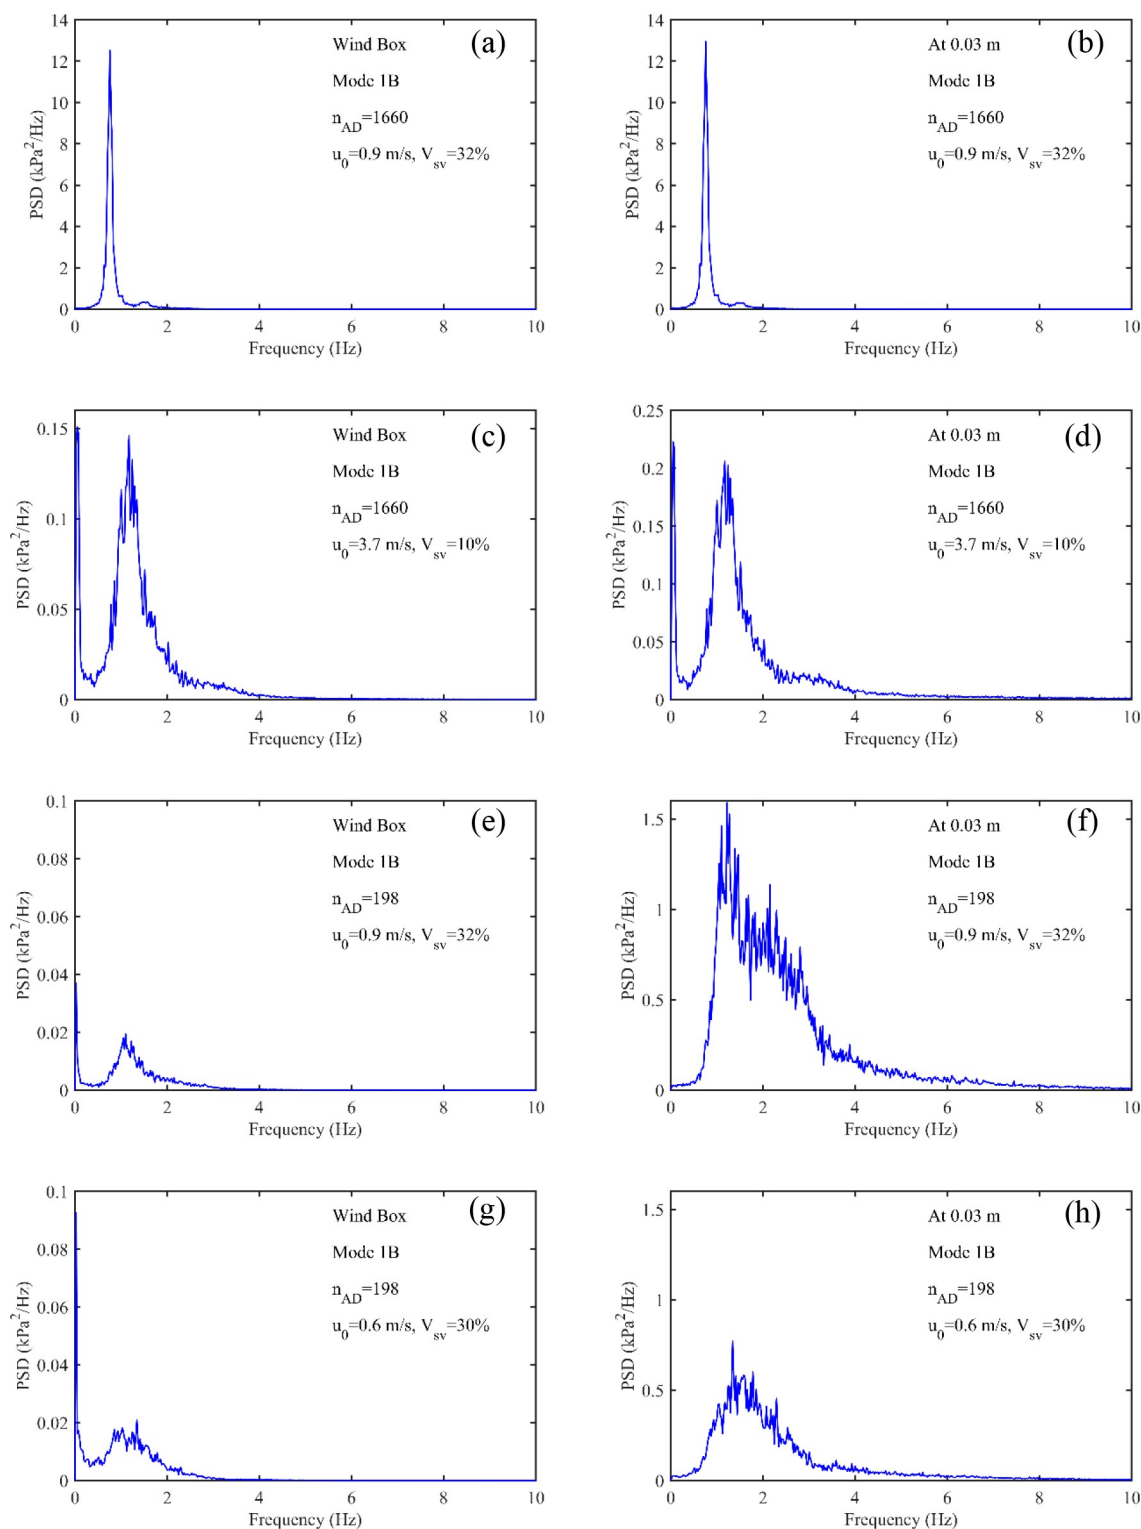 14
12
10
8
6
4
2
0
PSD (kPa²/Hz)
Wind Box
(a)
Mode 1B
n_AD=1660
u_0=0.9 m/s, V_sv=32%
0 2 4 6 8 10
Frequency (Hz)
14
12
10
8
6
4
2
0
PSD (kPa²/Hz)
At 0.03 m
(b)
Mode 1B
n_AD=1660
u_0=0.9 m/s, V_sv=32%
0 2 4 6 8 10
Frequency (Hz)
0.15
0.1
0.05
0
PSD (kPa²/Hz)
Wind Box
(c)
Mode 1B
n_AD=1660
u_0=3.7 m/s, V_sv=10%
0 2 4 6 8 10
Frequency (Hz)
0.25
0.2
0.15
0.1
0.05
0
PSD (kPa²/Hz)
At 0.03 m
(d)
Mode 1B
n_AD=1660
u_0=3.7 m/s, V_sv=10%
0 2 4 6 8 10
Frequency (Hz)
0.1
0.08
0.06
0.04
0.02
0
PSD (kPa²/Hz)
Wind Box
(e)
Mode 1B
n_AD=198
u_0=0.9 m/s, V_sv=32%
0 2 4 6 8 10
Frequency (Hz)
1.5
1
0.5
0
PSD (kPa²/Hz)
At 0.03 m
(f)
Mode 1B
n_AD=198
u_0=0.9 m/s, V_sv=32%
0 2 4 6 8 10
Frequency (Hz)
0.1
0.08
0.06
0.04
0.02
0
PSD (kPa²/Hz)
Wind Box
(g)
Mode 1B
n_AD=198
u_0=0.6 m/s, V_sv=30%
0 2 4 6 8 10
Frequency (Hz)
1.5
1
0.5
0
PSD (kPa²/Hz)
At 0.03 m
(h)
Mode 1B
n_AD=198
u_0=0.6 m/s, V_sv=30%
0 2 4 6 8 10
Frequency (Hz)